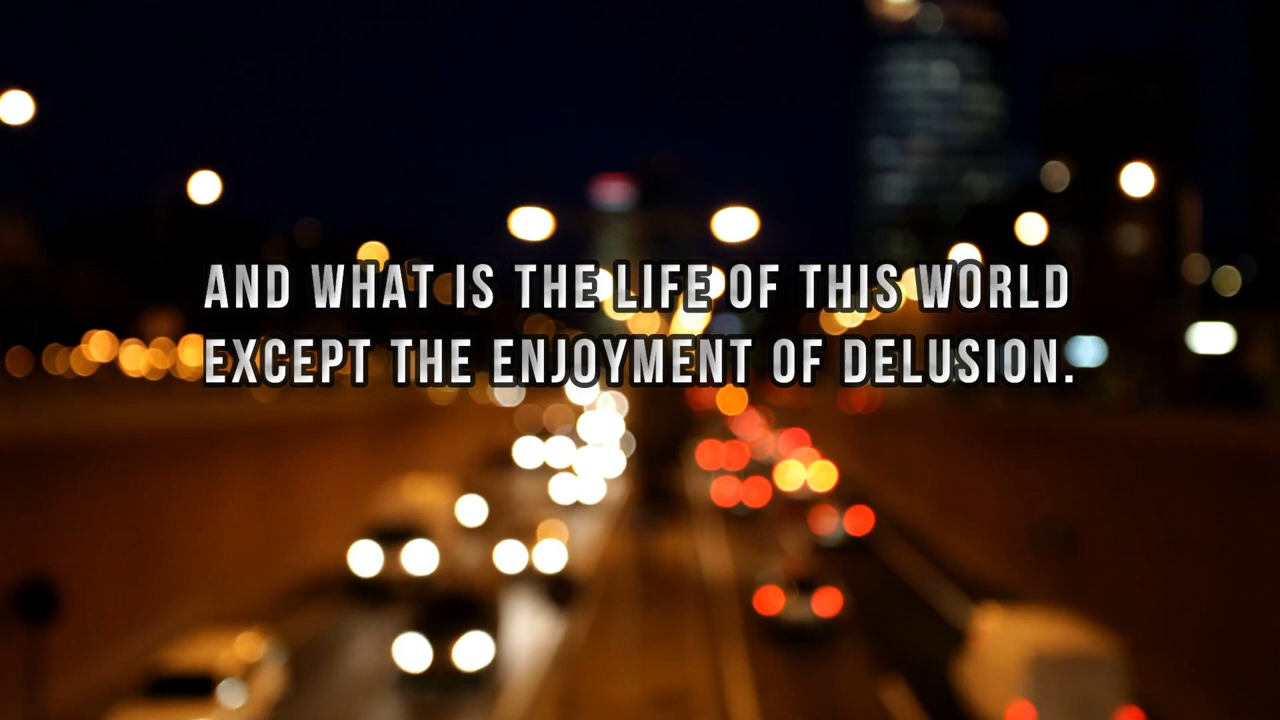 AND WHAT IS THE LIFE OF THIS WORLD
EXCEPT THE ENJOYMENT OF DELUSION.